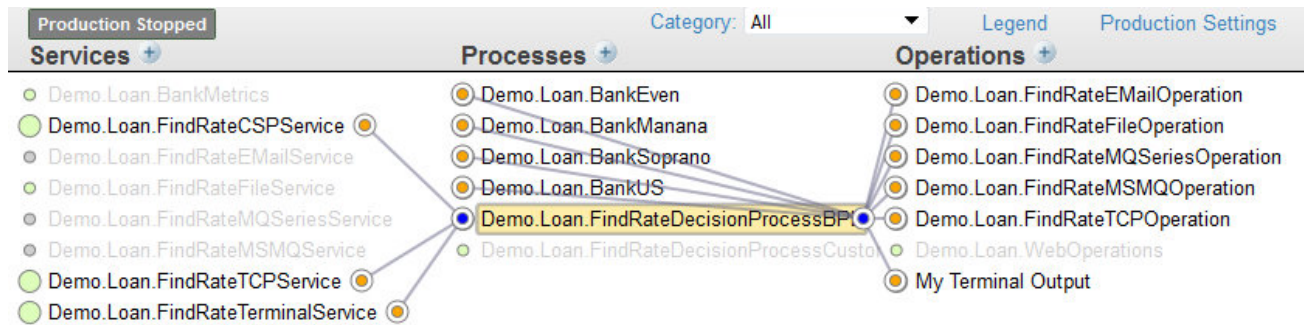 Production Stopped
Category: All
Legend
Production Settings
Services
Processes
Operations
Demo.Loan.BankMetrics
Demo.Loan.FindRateCSPService
Demo.Loan.FindRateEMailService
Demo.Loan.FindRateFileService
Demo.Loan.FindRateMQSeriesService
Demo.Loan.FindRateMSMQService
Demo.Loan.FindRateTCPService
Demo.Loan.FindRateTerminalService
Demo.Loan.BankEven
Demo.Loan.BankManana
Demo.Loan.BankSoprano
Demo.Loan.BankUS
Demo.Loan.FindRateDecisionProcessBP
Demo.Loan.FindRateDecisionProcessCusto
Demo.Loan.FindRateEMailOperation
Demo.Loan.FindRateFileOperation
Demo.Loan.FindRateMQSeriesOperation
Demo.Loan.FindRateMSMQOperation
Demo.Loan.FindRateTCPOperation
Demo.Loan.WebOperations
My Terminal Output